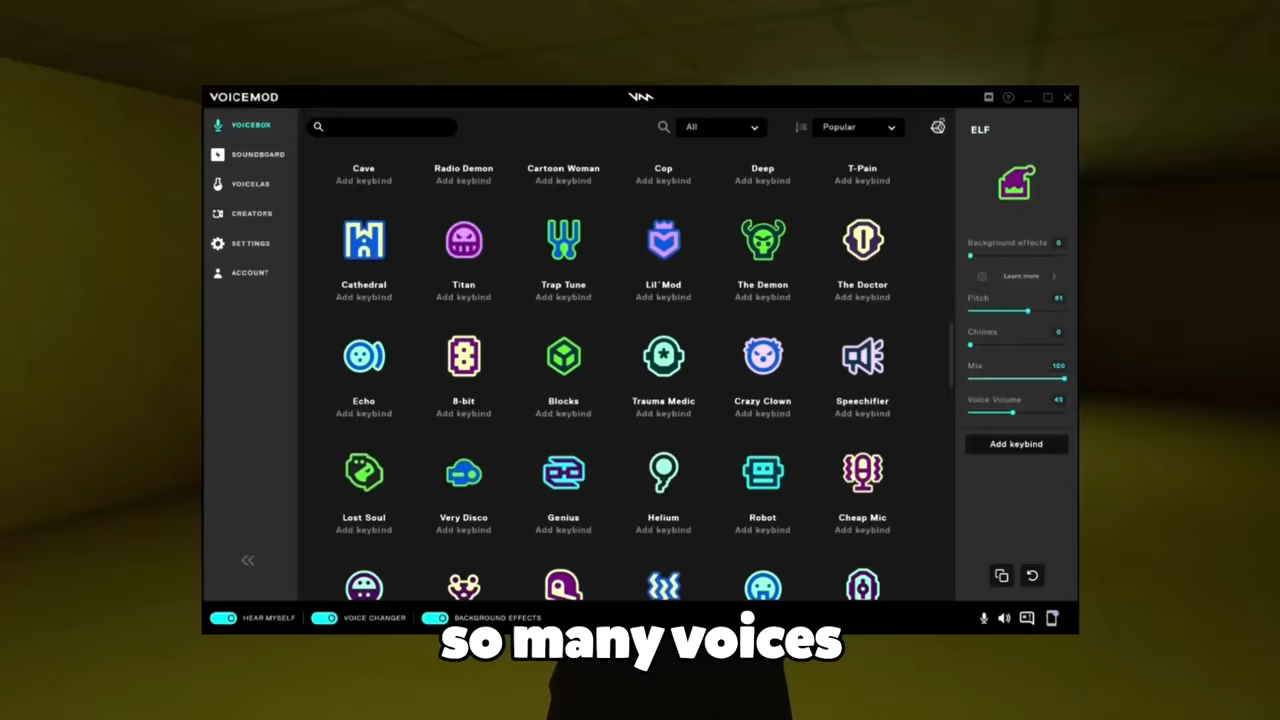 VOICEMOD
VOICEBOX
SOUNDBOARD
VOICELAB
CREATORS
SETTINGS
ACCOUNT
All
Popular
Cave
Radio Demon
Cartoon Woman
Cop
Deep
T-Pain
Add keybind
Add keybind
Add keybind
Add keybind
Add keybind
Add keybind
Cathedral
Titan
Trap Tune
Lil´Mod
The Demon
The Doctor
Add keybind
Add keybind
Add keybind
Add keybind
Add keybind
Add keybind
Echo
8-bit
Blocks
Trauma Medic
Crazy Clown
Speechifier
Add keybind
Add keybind
Add keybind
Add keybind
Add keybind
Add keybind
Lost Soul
Very Disco
Genius
Helium
Robot
Cheap Mic
Add keybind
Add keybind
Add keybind
Add keybind
Add keybind
Add keybind
ELF
Background effects 0
Learn more
Pitch 61
Chimes 0
Mix 100
Voice Volume 45
Add keybind
HEAR MYSELF
VOICE CHANGER
BACKGROUND EFFECTS
so many voices